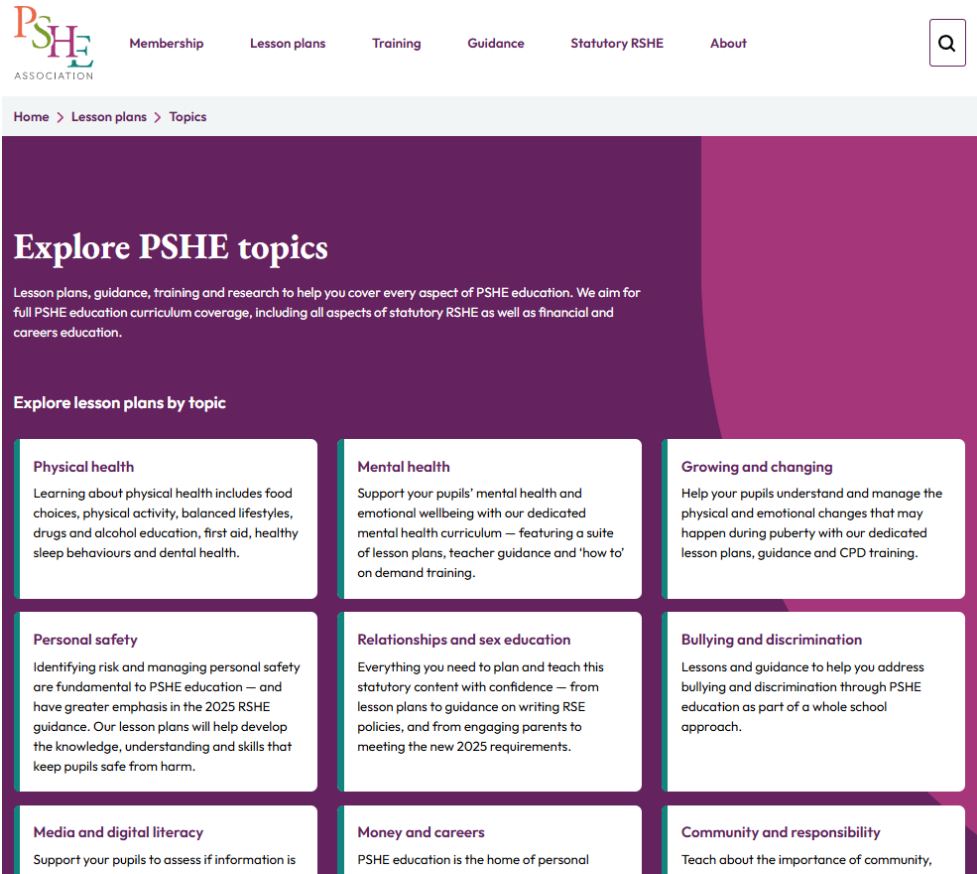 PSHE
ASSOCIATION
Membership
Lesson plans
Training
Guidance
Statutory RSHE
About
Home > Lesson plans > Topics
Explore PSHE topics
Lesson plans, guidance, training and research to help you cover every aspect of PSHE education. We aim for
full PSHE education curriculum coverage, including all aspects of statutory RSHE as well as financial and
careers education.
Explore lesson plans by topic
Physical health
Learning about physical health includes food
choices, physical activity, balanced lifestyles,
drugs and alcohol education, first aid, healthy
sleep behaviours and dental health.
Mental health
Support your pupils’ mental health and
emotional wellbeing with our dedicated
mental health curriculum — featuring a suite
of lesson plans, teacher guidance and ‘how to’
on demand training.
Growing and changing
Help your pupils understand and manage the
physical and emotional changes that may
happen during puberty with our dedicated
lesson plans, guidance and CPD training.
Personal safety
Identifying risk and managing personal safety
are fundamental to PSHE education — and
have greater emphasis in the 2025 RSHE
guidance. Our lesson plans will help develop
the knowledge, understanding and skills that
keep pupils safe from harm.
Relationships and sex education
Everything you need to plan and teach this
statutory content with confidence — from
lesson plans to guidance on writing RSE
policies, and from engaging parents to
meeting the new 2025 requirements.
Bullying and discrimination
Lessons and guidance to help you address
bullying and discrimination through PSHE
education as part of a whole school
approach.
Media and digital literacy
Support your pupils to assess if information is
Money and careers
PSHE education is the home of personal
Community and responsibility
Teach about the importance of community,